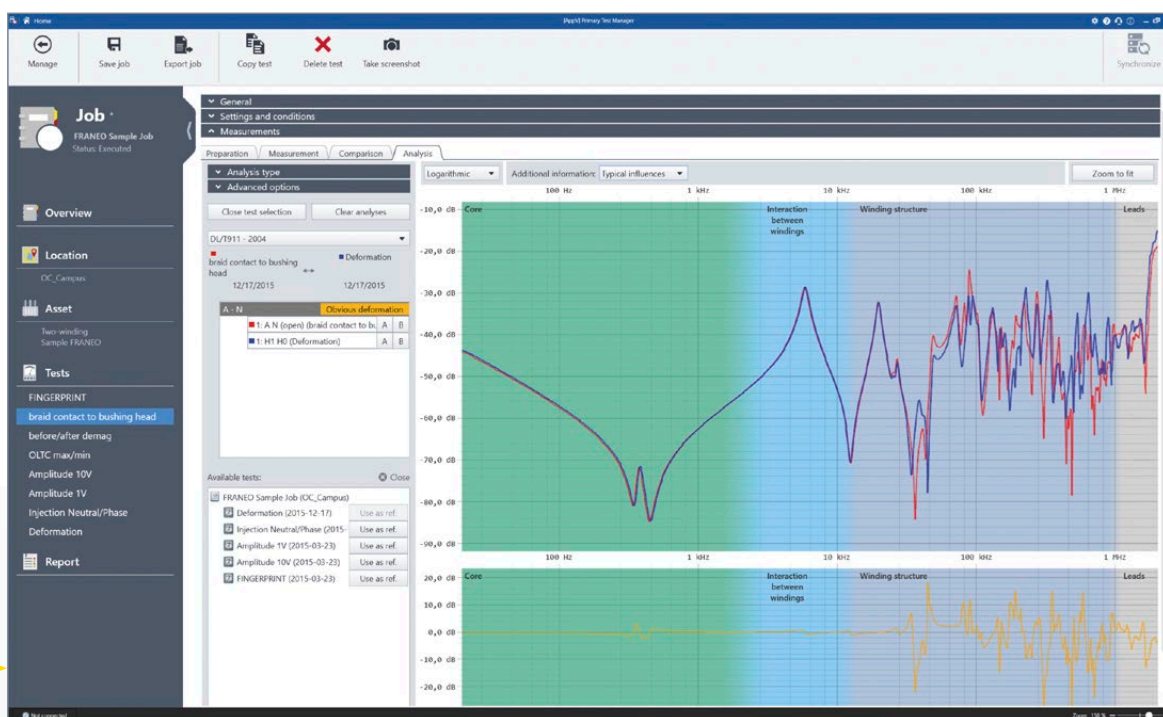 Home
[Apply] Primary Test Manager
Manage
Save job
Export job
Copy test
Delete test
Take screenshot
Synchronize
Job
FRANEO Sample Job
Status: Executed
Overview
Location
OC_Campus
Asset
Two-winding
Sample FRANEO
Tests
FINGERPRINT
braid contact to bushing head
before/after demag
OLTC max/min
Amplitude 10V
Amplitude 1V
Injection Neutral/Phase
Deformation
Report
General
Settings and conditions
Measurements
Preparation
Measurement
Comparison
Analysis
Analysis type
Advanced options
Close test selection
Clear analyses
DL/T911 - 2004
braid contact to bushing
head
Deformation
12/17/2015
12/17/2015
A - N
Obvious deformation
1: A N (open) (braid contact to bu A B
1: H1 H0 (Deformation) A B
Available tests:
Close
FRANEO Sample Job (OC_Campus)
Deformation (2015-12-17) Use as ref.
Injection Neutral/Phase (2015- Use as ref.
Amplitude 1V (2015-03-23) Use as ref.
Amplitude 10V (2015-03-23) Use as ref.
FINGERPRINT (2015-03-23) Use as ref.
Logarithmic
Additional information: Typical influences
Zoom to fit
100 Hz 1 kHz 10 kHz 100 kHz 1 MHz
Core
Interaction
between
windings
Winding structure
Leads
-10,0 dB
-20,0 dB
-30,0 dB
-40,0 dB
-50,0 dB
-60,0 dB
-70,0 dB
-80,0 dB
-90,0 dB
100 Hz 1 kHz 10 kHz 100 kHz 1 MHz
Core
Interaction
between
windings
Winding structure
Leads
20,0 dB
10,0 dB
0,0 dB
-10,0 dB
-20,0 dB
Not connected
Zoom